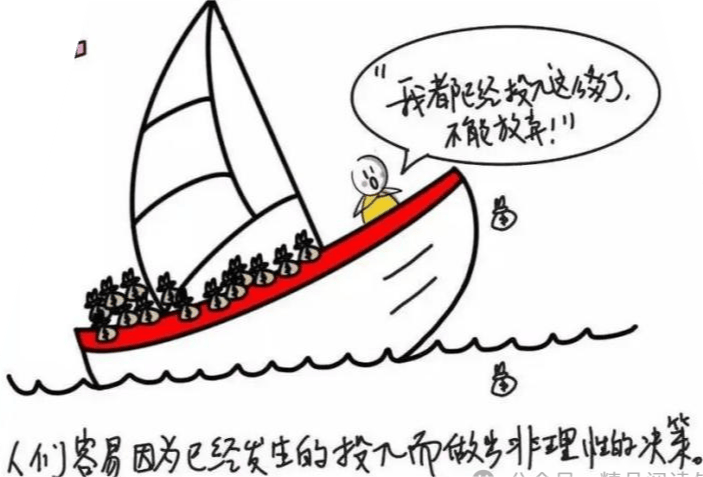 "我都已经投入这么多了，
不能放弃！"
人们容易因为已经发生的投入而做出非理性的决策。